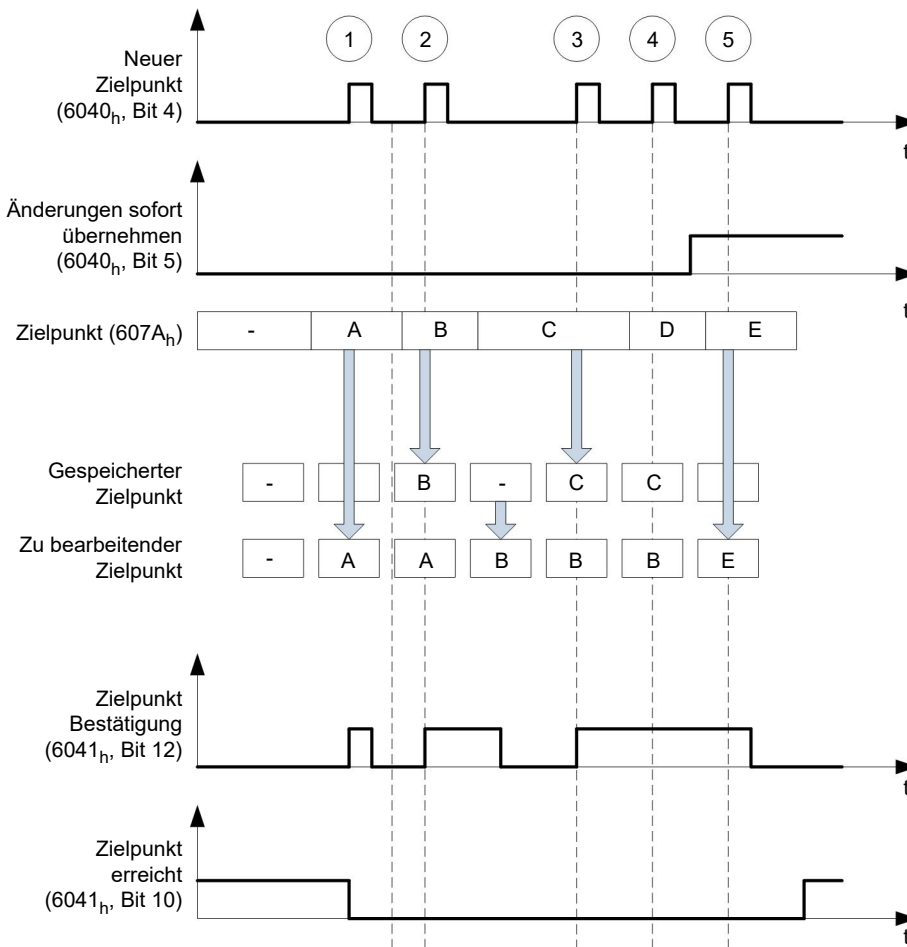 1 2 3 4 5
Neuer
Zielpunkt
(6040h, Bit 4)
t
Änderungen sofort
übernehmen
(6040h, Bit 5)
t
Zielpunkt (607Ah) - A B C D E
Gespeicherter
Zielpunkt
- B - C C
Zu bearbeitender
Zielpunkt
- A A B B B E
Zielpunkt
Bestätigung
(6041h, Bit 12)
t
Zielpunkt
erreicht
(6041h, Bit 10)
t